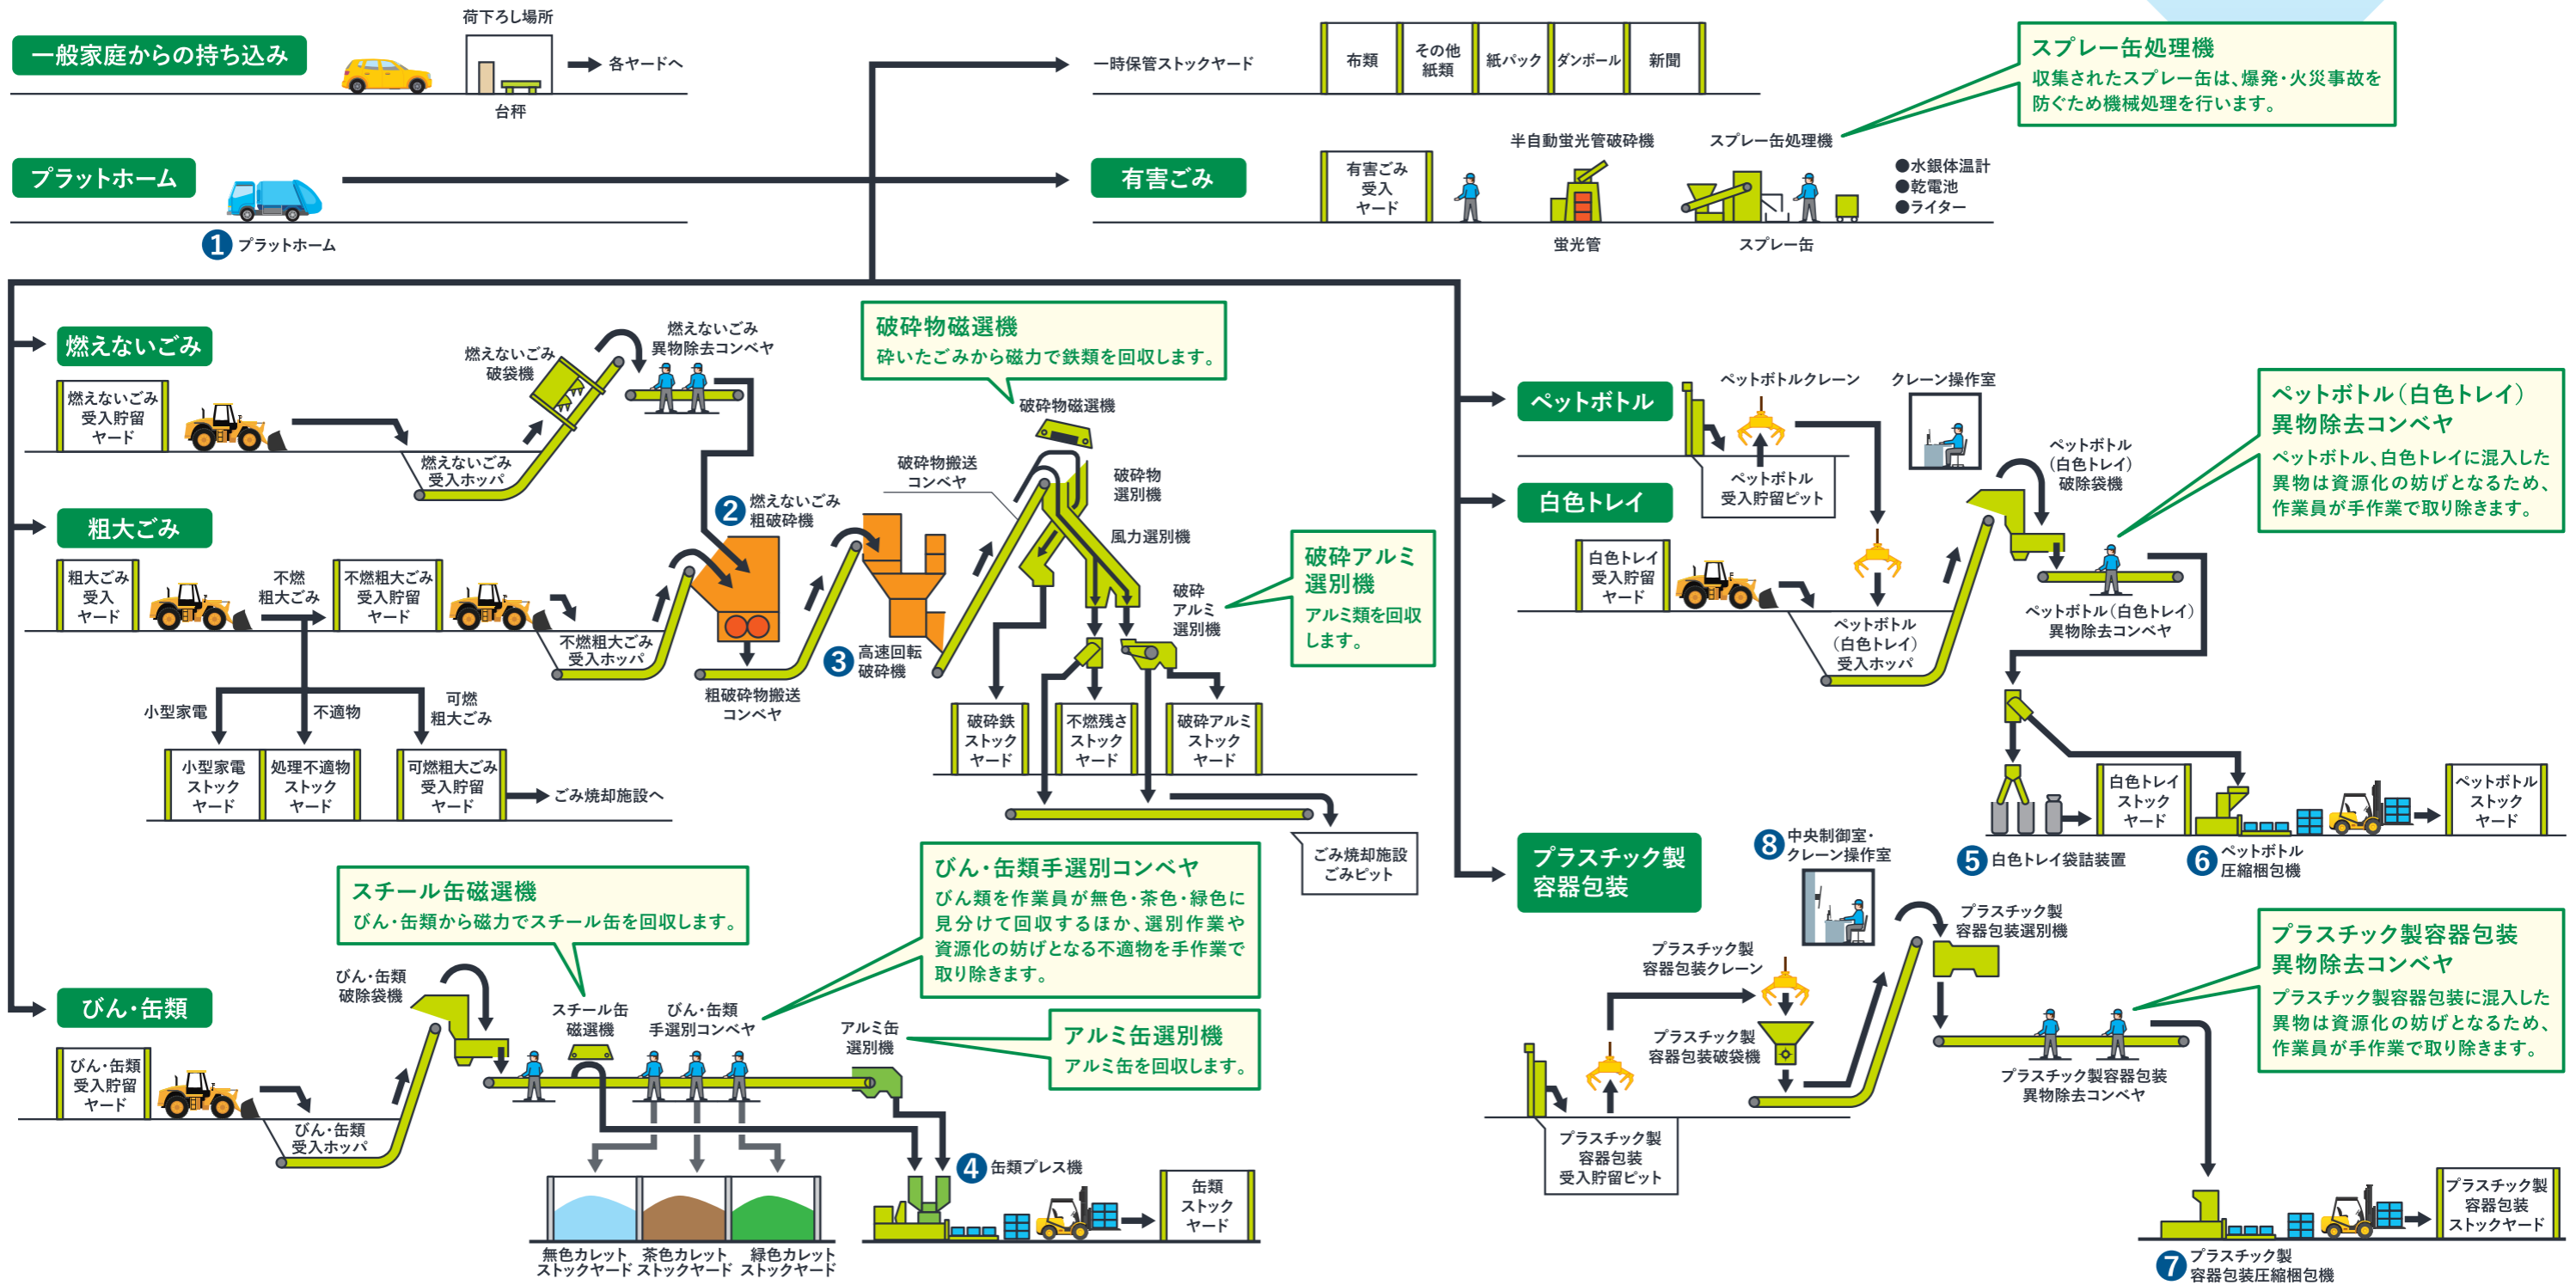 一般家庭からの持ち込み
荷下ろし場所
台秤
各ヤードへ
プラットホーム
1 プラットホーム
一時保管ストックヤード
布類
その他
紙類
紙パック
ダンボール
新聞
スプレー缶処理機
収集されたスプレー缶は、爆発・火災事故を
防ぐため機械処理を行います。
有害ごみ
有害ごみ
受入
ヤード
半自動蛍光管破砕機
蛍光管
スプレー缶処理機
スプレー缶
●水銀体温計
●乾電池
●ライター
燃えないごみ
燃えないごみ
受入貯留
ヤード
燃えないごみ
受入ホッパ
燃えないごみ
破袋機
燃えないごみ
異物除去コンベヤ
粗大ごみ
粗大ごみ
受入
ヤード
不燃
粗大ごみ
不燃粗大ごみ
受入貯留
ヤード
不燃粗大ごみ
受入ホッパ
小型家電
不適物
可燃
粗大ごみ
小型家電
ストック
ヤード
処理不適物
ストック
ヤード
可燃粗大ごみ
受入貯留
ヤード
ごみ焼却施設へ
2 燃えないごみ
粗破砕機
粗破砕物搬送
コンベヤ
3 高速回転
破砕機
破砕物搬送
コンベヤ
破砕物磁選機
砕いたごみから磁力で鉄類を回収します。
破砕物磁選機
破砕物
選別機
風力選別機
破砕
アルミ
選別機
破砕アルミ
選別機
アルミ類を回収
します。
破砕鉄
ストック
ヤード
不燃残さ
ストック
ヤード
破砕アルミ
ストック
ヤード
ごみ焼却施設
ごみピット
びん・缶類
びん・缶類
受入貯留
ヤード
びん・缶類
受入ホッパ
びん・缶類
破除袋機
スチール缶磁選機
びん・缶類から磁力でスチール缶を回収します。
スチール缶
磁選機
びん・缶類手選別コンベヤ
びん類を作業員が無色・茶色・緑色に
見分けて回収するほか、選別作業や
資源化の妨げとなる不適物を手作業で
取り除きます。
びん・缶類
手選別コンベヤ
アルミ缶
選別機
アルミ缶選別機
アルミ缶を回収します。
無色カレット
ストックヤード
茶色カレット
ストックヤード
緑色カレット
ストックヤード
4 缶類プレス機
缶類
ストック
ヤード
ペットボトル
ペットボトルクレーン
クレーン操作室
ペットボトル
受入貯留ピット
白色トレイ
白色トレイ
受入貯留
ヤード
ペットボトル
(白色トレイ)
受入ホッパ
ペットボトル
(白色トレイ)
破除袋機
ペットボトル(白色トレイ)
異物除去コンベヤ
ペットボトル(白色トレイ)
異物除去コンベヤ
ペットボトル、白色トレイに混入した
異物は資源化の妨げとなるため、
作業員が手作業で取り除きます。
5 白色トレイ袋詰装置
白色トレイ
ストック
ヤード
6 ペットボトル
圧縮梱包機
ペットボトル
ストック
ヤード
プラスチック製
容器包装
8 中央制御室・
クレーン操作室
プラスチック製
容器包装クレーン
プラスチック製
容器包装破袋機
プラスチック製
容器包装
受入貯留ピット
プラスチック製
容器包装選別機
プラスチック製容器包装
異物除去コンベヤ
プラスチック製容器包装
異物除去コンベヤ
プラスチック製容器包装に混入した
異物は資源化の妨げとなるため、
作業員が手作業で取り除きます。
7 プラスチック製
容器包装圧縮梱包機
プラスチック製
容器包装
ストックヤード